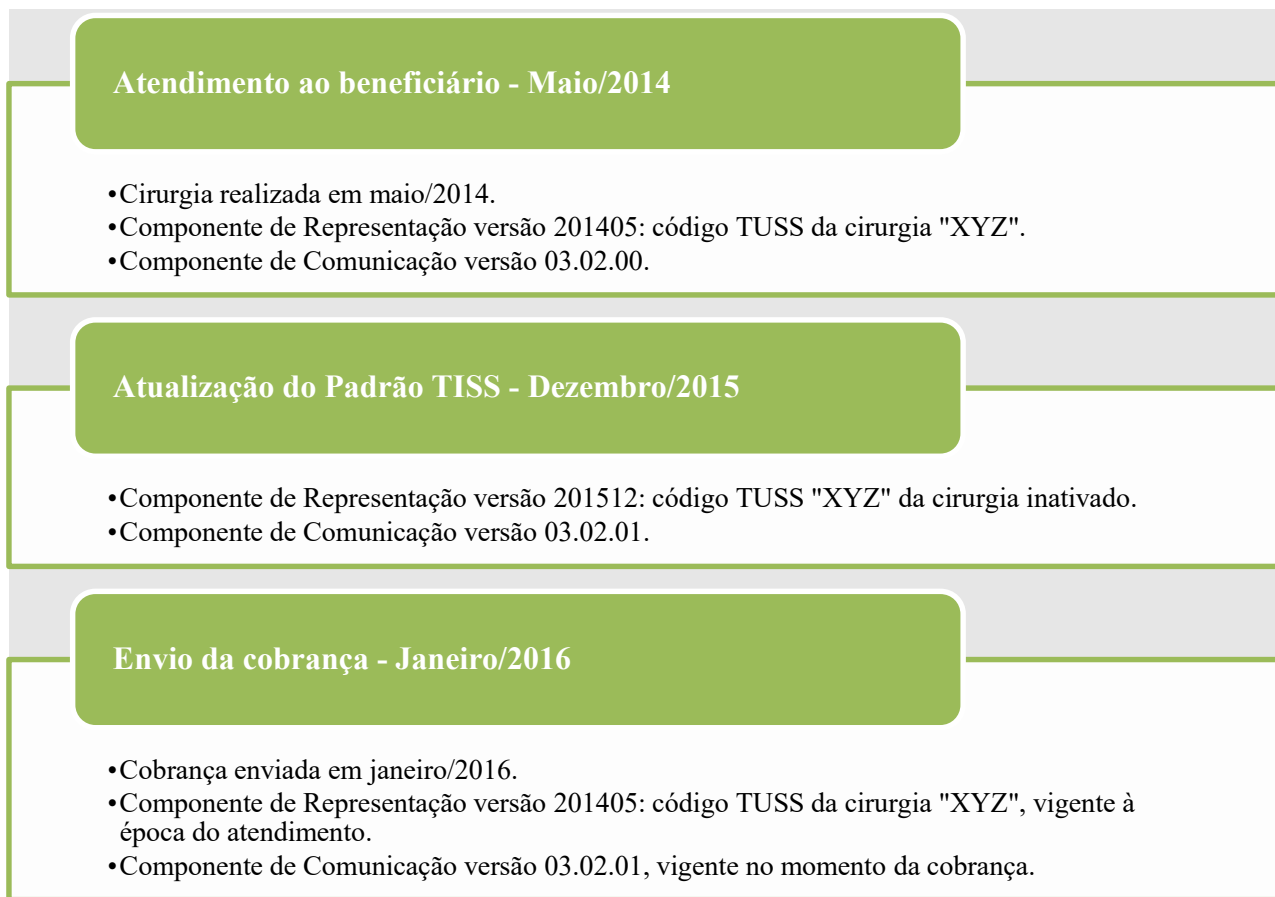 Atendimento ao beneficiário - Maio/2014
•Cirurgia realizada em maio/2014.
•Componente de Representação versão 201405: código TUSS da cirurgia "XYZ".
•Componente de Comunicação versão 03.02.00.
Atualização do Padrão TISS - Dezembro/2015
•Componente de Representação versão 201512: código TUSS "XYZ" da cirurgia inativado.
•Componente de Comunicação versão 03.02.01.
Envio da cobrança - Janeiro/2016
•Cobrança enviada em janeiro/2016.
•Componente de Representação versão 201405: código TUSS da cirurgia "XYZ", vigente à
época do atendimento.
•Componente de Comunicação versão 03.02.01, vigente no momento da cobrança.